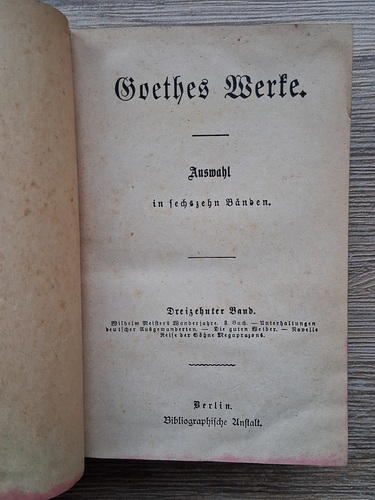 Goethes Werke.
Auswahl
in sechszehn Bänden.
Dreizehnter Band.
Wilhelm Meisters Wanderjahre. 3. Buch. — Unterhaltungen
deutscher Ausgewanderten. — Die guten Weiber. — Novelle
Reise der Söhne Megaprazons.
Berlin.
Bibliographische Anstalt.